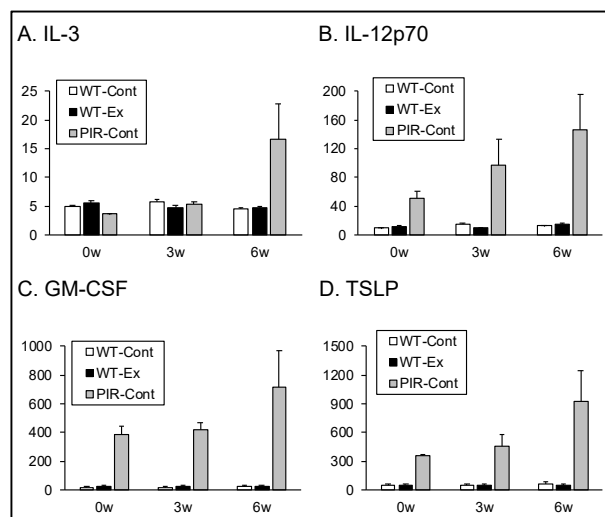 A. IL-3
25
20
15
10
5
0
WT-Cont
WT-Ex
PIR-Cont
0w 3w 6w
B. IL-12p70
200
160
120
80
40
0
WT-Cont
WT-Ex
PIR-Cont
0w 3w 6w
C. GM-CSF
1000
800
600
400
200
0
WT-Cont
WT-Ex
PIR-Cont
0w 3w 6w
D. TSLP
1500
1200
900
600
300
0
WT-Cont
WT-Ex
PIR-Cont
0w 3w 6w